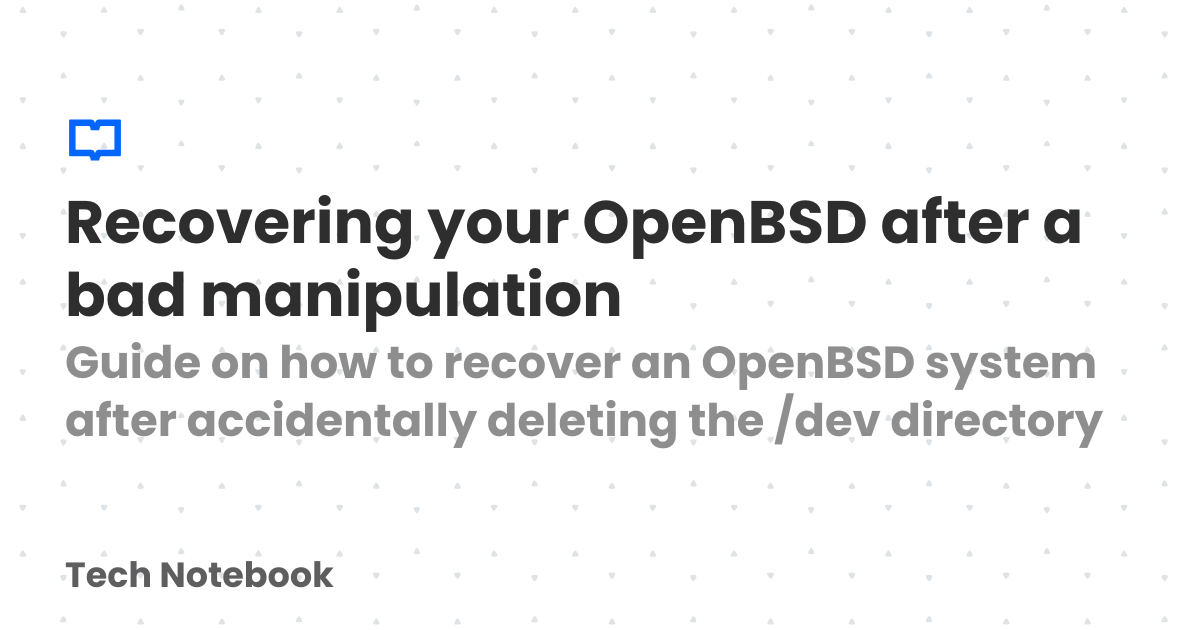 Recovering your OpenBSD after a
bad manipulation
Guide on how to recover an OpenBSD system
after accidentally deleting the /dev directory
Tech Notebook